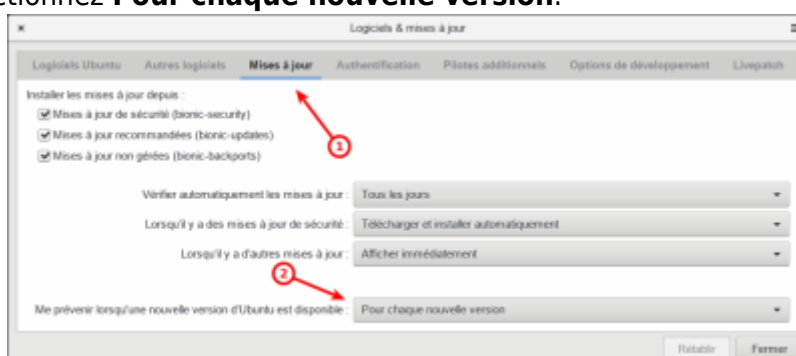 ctionnez Pour chaque nouvelle version.
Logiciels & mises à jour
Logiciels Ubuntu Autres logiciels Mises à jour Authentification Pilotes additionnels Options de développement Livepatch
Installer les mises à jour depuis :
Mises à jour de sécurité (bionic-security)
Mises à jour recommandées (bionic-updates)
Mises à jour non gérées (bionic-backports)
1
Vérifier automatiquement les mises à jour : Tous les jours
Lorsqu'il y a des mises à jour de sécurité : Télécharger et installer automatiquement
Lorsqu'il y a d'autres mises à jour : Afficher immédiatement
2
Me prévenir lorsqu'une nouvelle version d'Ubuntu est disponible : Pour chaque nouvelle version
Rétablir Fermer